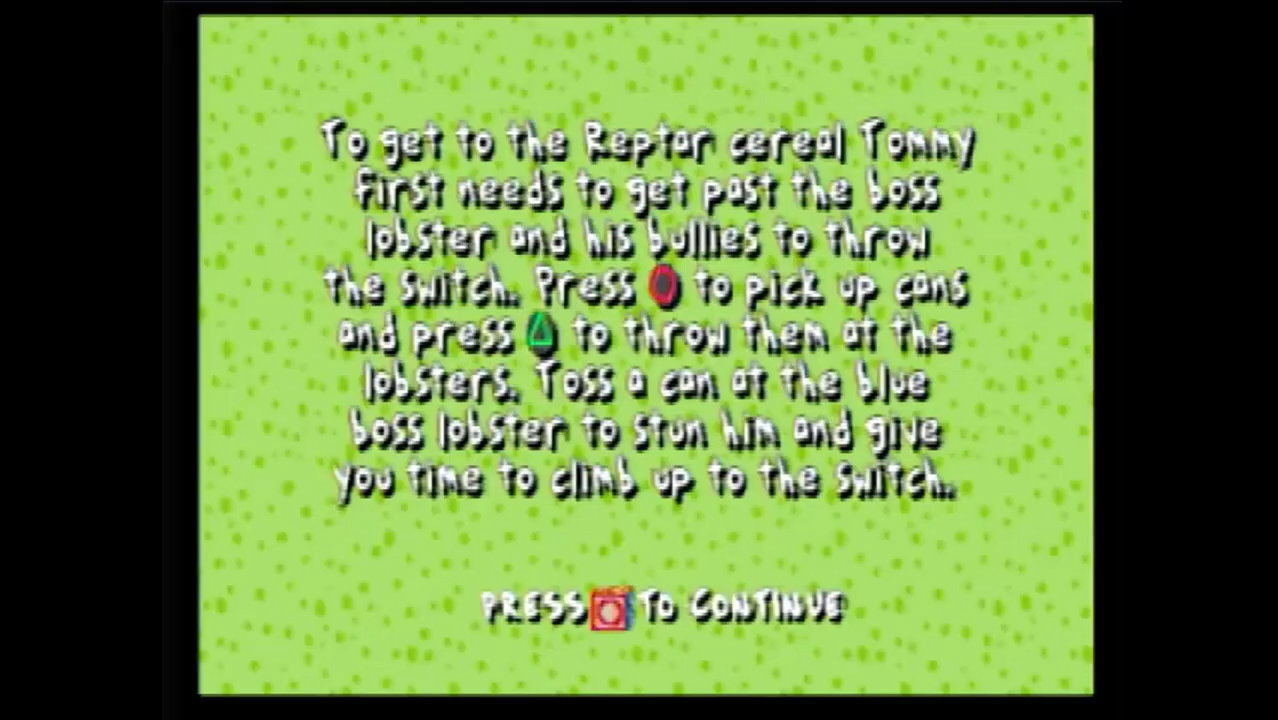 To get to the Reptar cereal Tommy
first needs to get past the boss
lobster and his bullies to throw
the switch. Press O to pick up cans
and press △ to throw them at the
lobsters. Toss a can at the blue
boss lobster to stun him and give
you time to climb up to the switch.
PRESS TO CONTINUE